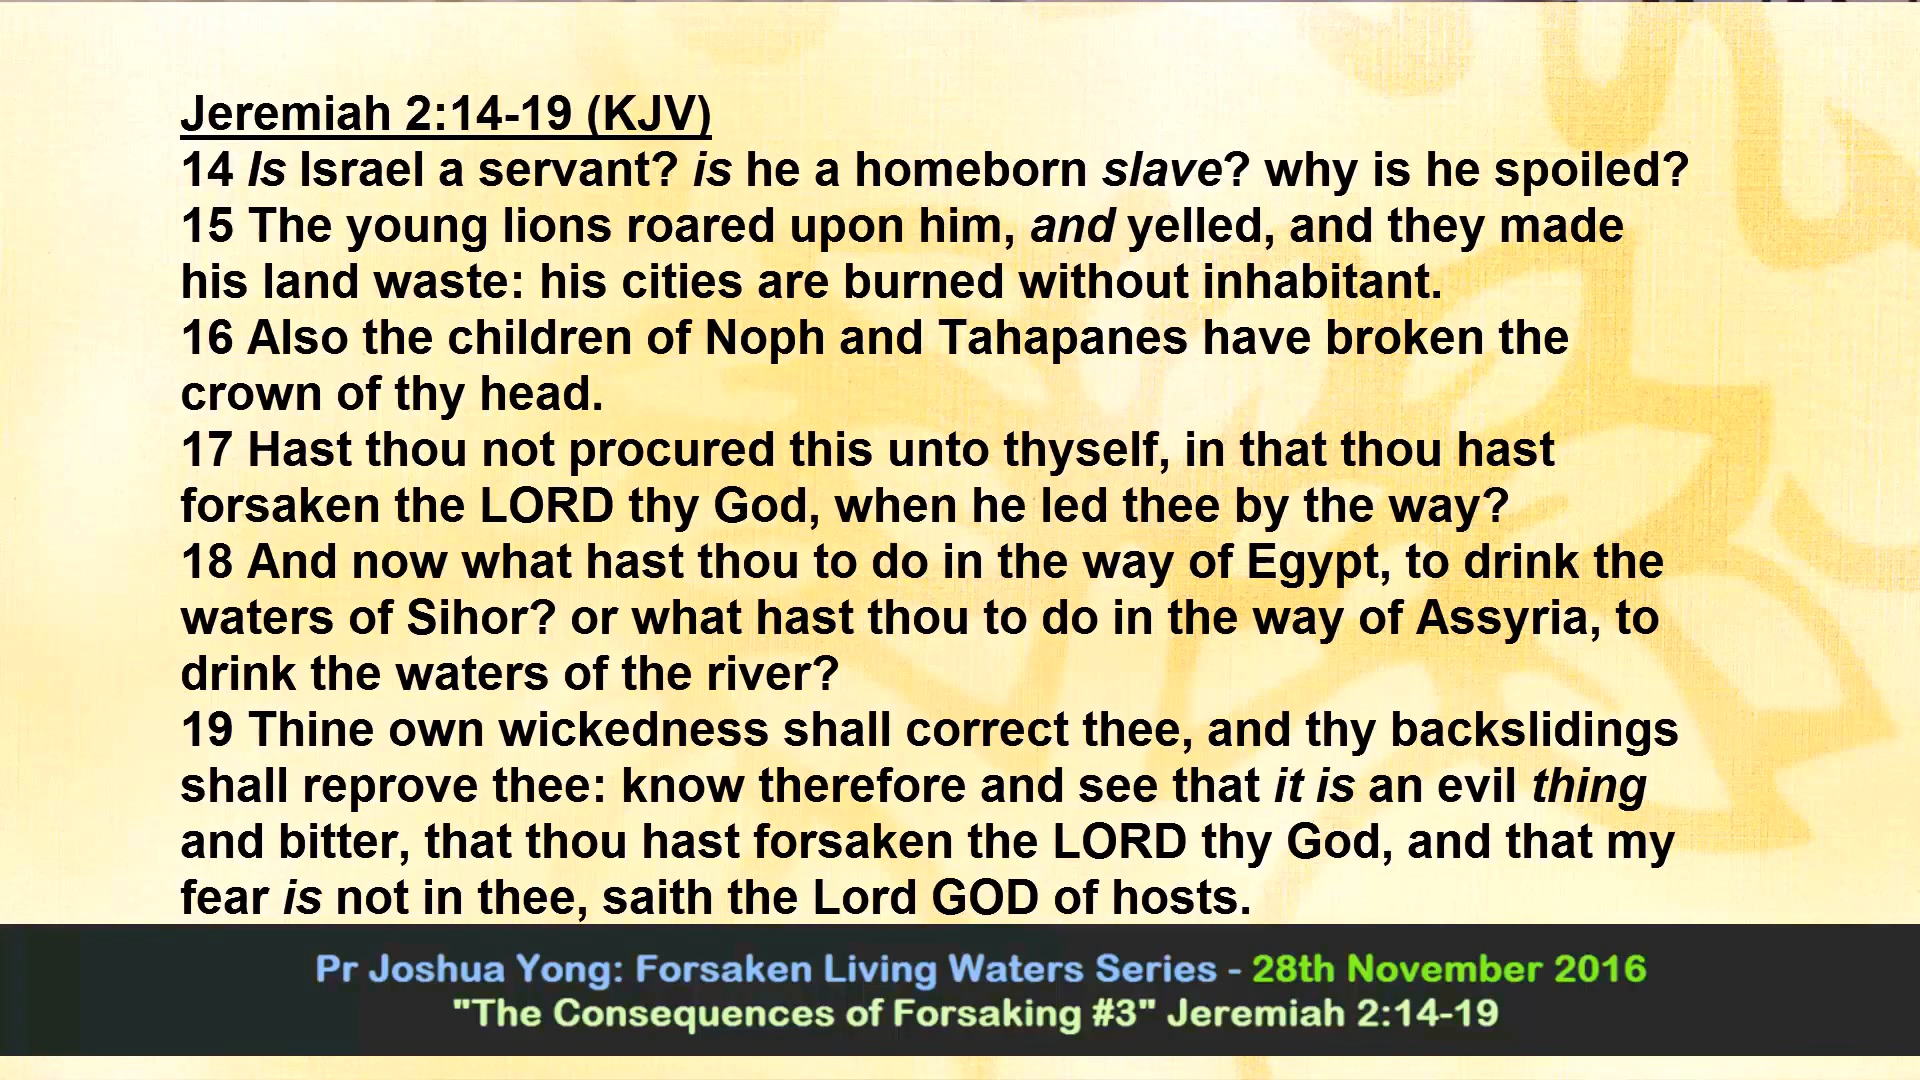 Jeremiah 2:14-19 (KJV)
14 Is Israel a servant? is he a homeborn slave? why is he spoiled?
15 The young lions roared upon him, and yelled, and they made
his land waste: his cities are burned without inhabitant.
16 Also the children of Noph and Tahapanes have broken the
crown of thy head.
17 Hast thou not procured this unto thyself, in that thou hast
forsaken the LORD thy God, when he led thee by the way?
18 And now what hast thou to do in the way of Egypt, to drink the
waters of Sihor? or what hast thou to do in the way of Assyria, to
drink the waters of the river?
19 Thine own wickedness shall correct thee, and thy backslidings
shall reprove thee: know therefore and see that it is an evil thing
and bitter, that thou hast forsaken the LORD thy God, and that my
fear is not in thee, saith the Lord GOD of hosts.
Pr Joshua Yong: Forsaken Living Waters Series - 28th November 2016
"The Consequences of Forsaking #3" Jeremiah 2:14-19